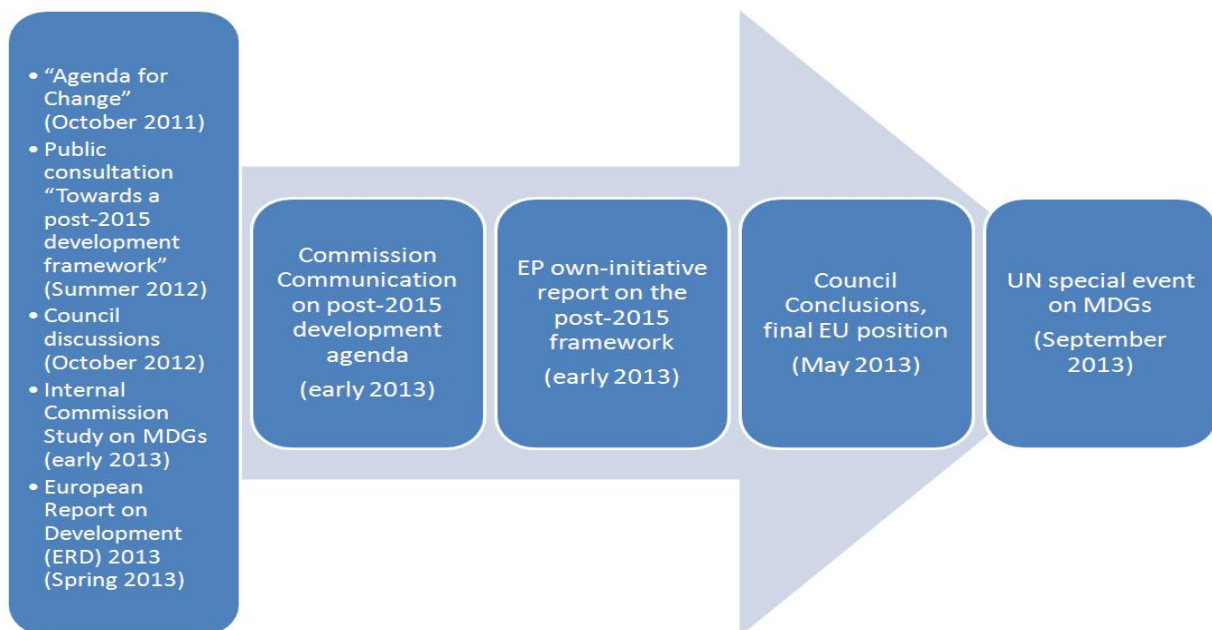 • “Agenda for
Change”
(October 2011)
• Public
consultation
“Towards a
post-2015
development
framework”
(Summer 2012)
• Council
discussions
(October 2012)
• Internal
Commission
Study on MDGs
(early 2013)
• European
Report on
Development
(ERD) 2013
(Spring 2013)
Commission
Communication
on post-2015
development
agenda
(early 2013)
EP own-initiative
report on the
post-2015
framework
(early 2013)
Council
Conclusions,
final EU position
(May 2013)
UN special event
on MDGs
(September
2013)